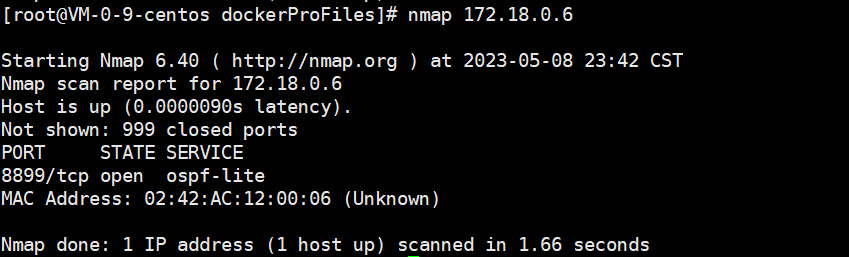 [root@VM-0-9-centos dockerProFiles]# nmap 172.18.0.6
Starting Nmap 6.40 ( http://nmap.org ) at 2023-05-08 23:42 CST
Nmap scan report for 172.18.0.6
Host is up (0.0000090s latency).
Not shown: 999 closed ports
PORT     STATE SERVICE
8899/tcp open  ospf-lite
MAC Address: 02:42:AC:12:00:06 (Unknown)
Nmap done: 1 IP address (1 host up) scanned in 1.66 seconds